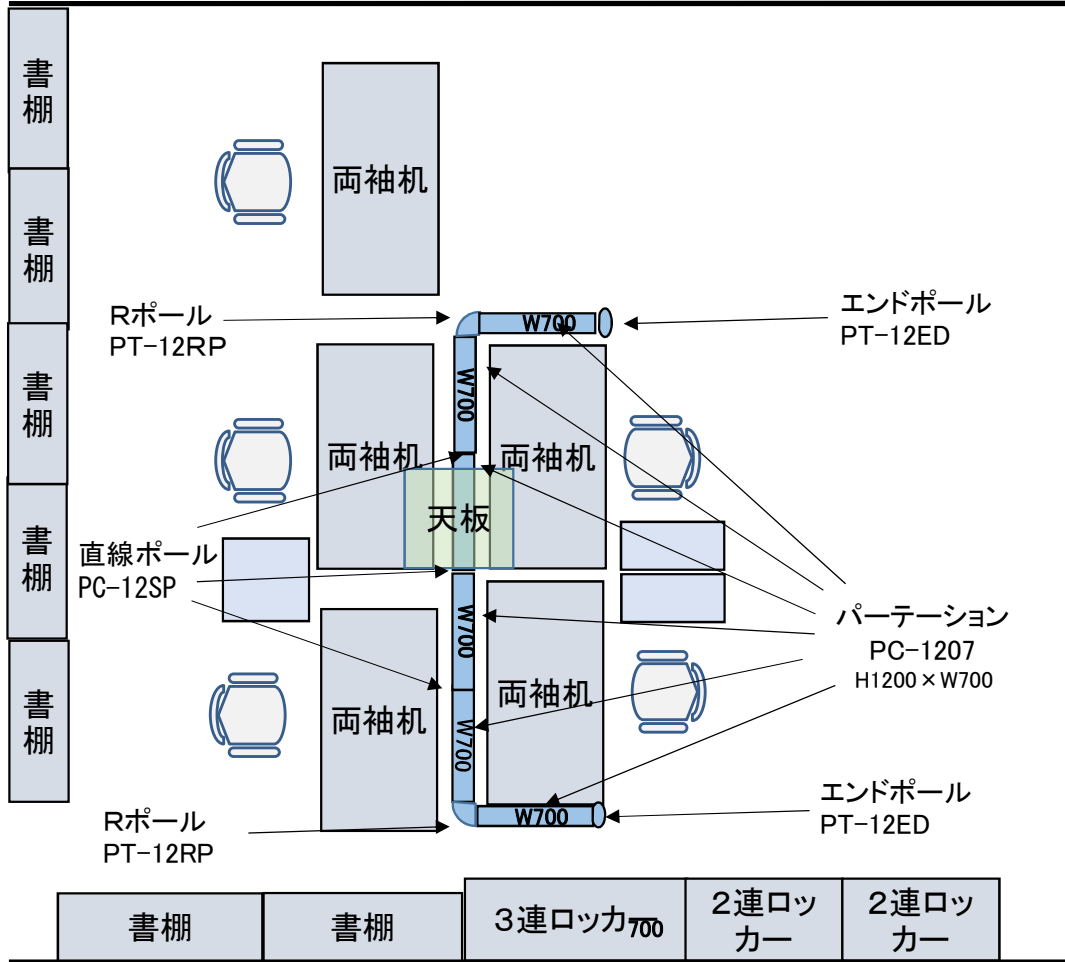 書
棚
両袖机
書
棚
Rポール
PT-12RP
W700
エンドポール
PT-12ED
書
棚
W700
両袖机
両袖机
天板
書
棚
直線ポール
PC-12SP
W700
パーテーション
PC-1207
H1200×W700
書
棚
両袖机
両袖机
W700
Rポール
PT-12RP
W700
エンドポール
PT-12ED
書棚
書棚
3連ロッカー
700
2連ロッ
カー
2連ロッ
カー